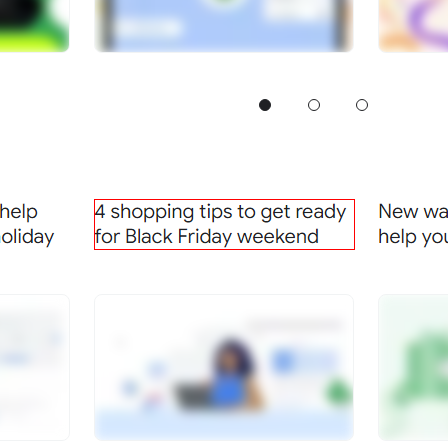 help
oliday
4 shopping tips to get ready
for Black Friday weekend
New wa
help you